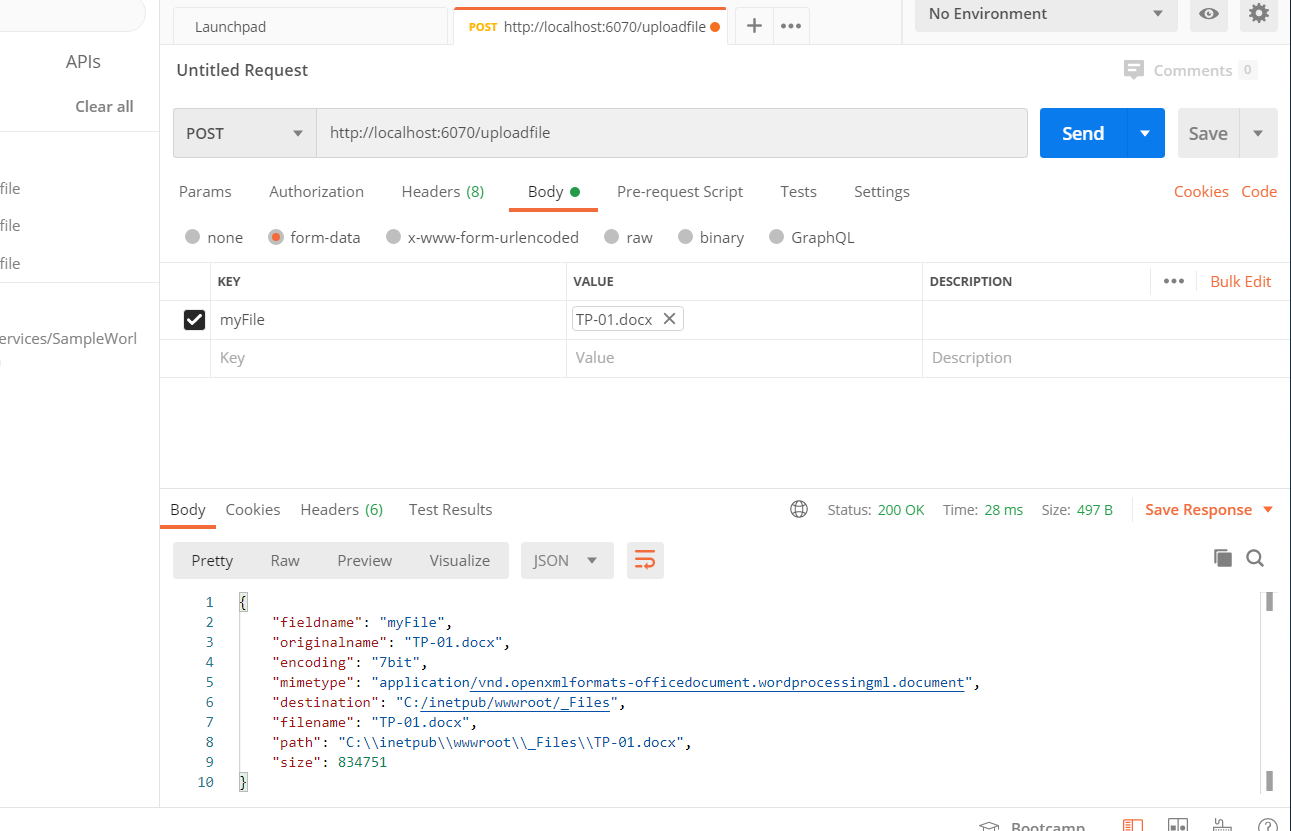 Launchpad
POST http://localhost:6070/uploadfile
No Environment
APIs
Clear all
file
file
file
ervices/SampleWorl
Untitled Request
Comments 0
POST http://localhost:6070/uploadfile Send Save
Params Authorization Headers (8) Body Pre-request Script Tests Settings Cookies Code
none form-data x-www-form-urlencoded raw binary GraphQL
KEY VALUE DESCRIPTION Bulk Edit
myFile TP-01.docx
Key Value Description
Body Cookies Headers (6) Test Results Status: 200 OK Time: 28 ms Size: 497 B Save Response
Pretty Raw Preview Visualize JSON
1 {
2 "fieldname": "myFile",
3 "originalname": "TP-01.docx",
4 "encoding": "7bit",
5 "mimetype": "application/vnd.openxmlformats-officedocument.wordprocessingml.document",
6 "destination": "C:/inetpub/wwwroot/_Files",
7 "filename": "TP-01.docx",
8 "path": "C:\\inetpub\\wwwroot\\_Files\\TP-01.docx",
9 "size": 834751
10 }
Bootcamp